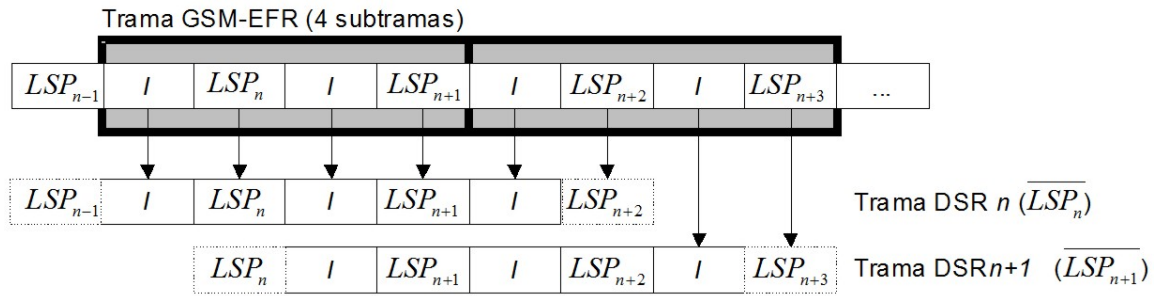 Trama GSM-EFR (4 subtramas)
LSP_{n-1} I LSP_n I LSP_{n+1} I LSP_{n+2} I LSP_{n+3} ...
LSP_{n-1} I LSP_n I LSP_{n+1} I LSP_{n+2} Trama DSR n (\overline{LSP_n})
LSP_n I LSP_{n+1} I LSP_{n+2} I LSP_{n+3} Trama DSRn+1 (\overline{LSP_{n+1}})